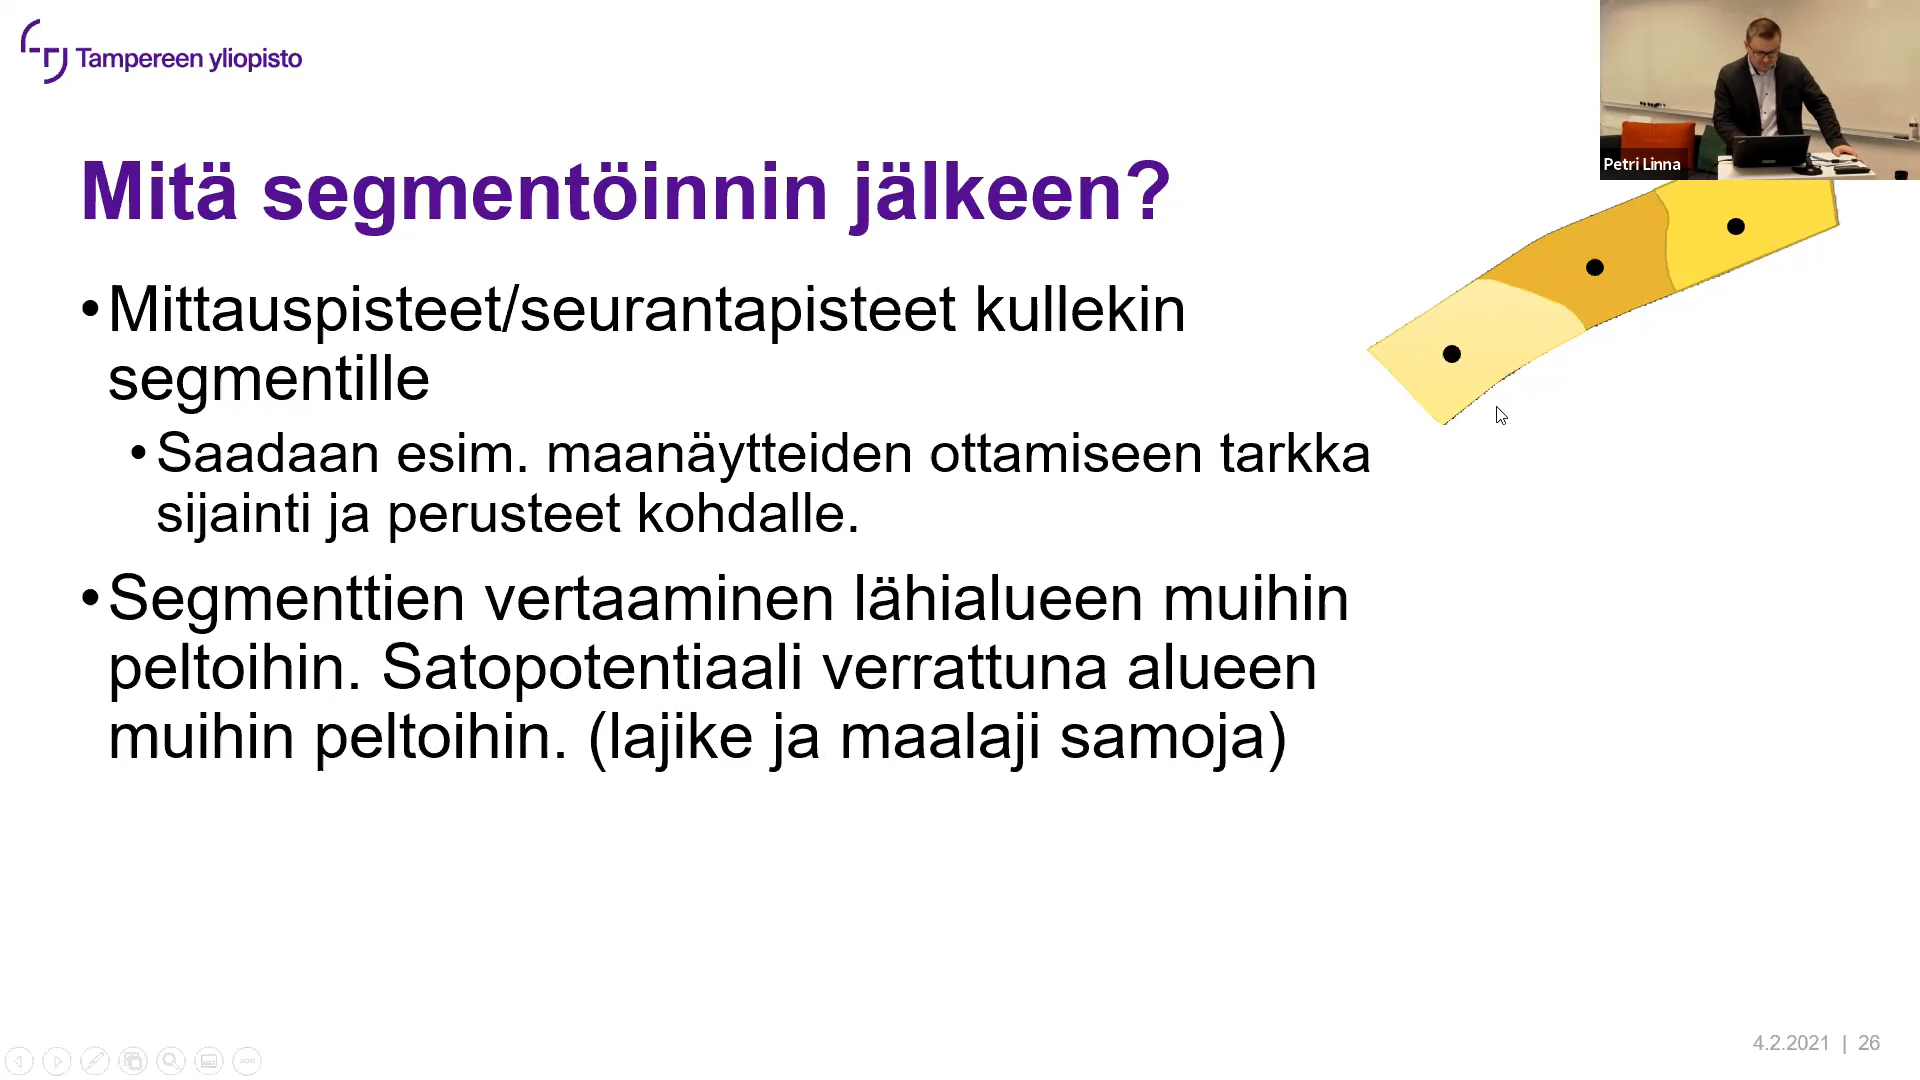 Tampereen yliopisto
Petri Linna
Mitä segmentöinnin jälkeen?
•Mittauspisteet/seurantapisteet kullekin
segmentille
•Saadaan esim. maanäytteiden ottamiseen tarkka
sijainti ja perusteet kohdalle.
•Segmenttien vertaaminen lähialueen muihin
peltoihin. Satopotentiaali verrattuna alueen
muihin peltoihin. (lajike ja maalaji samoja)
4.2.2021 | 26